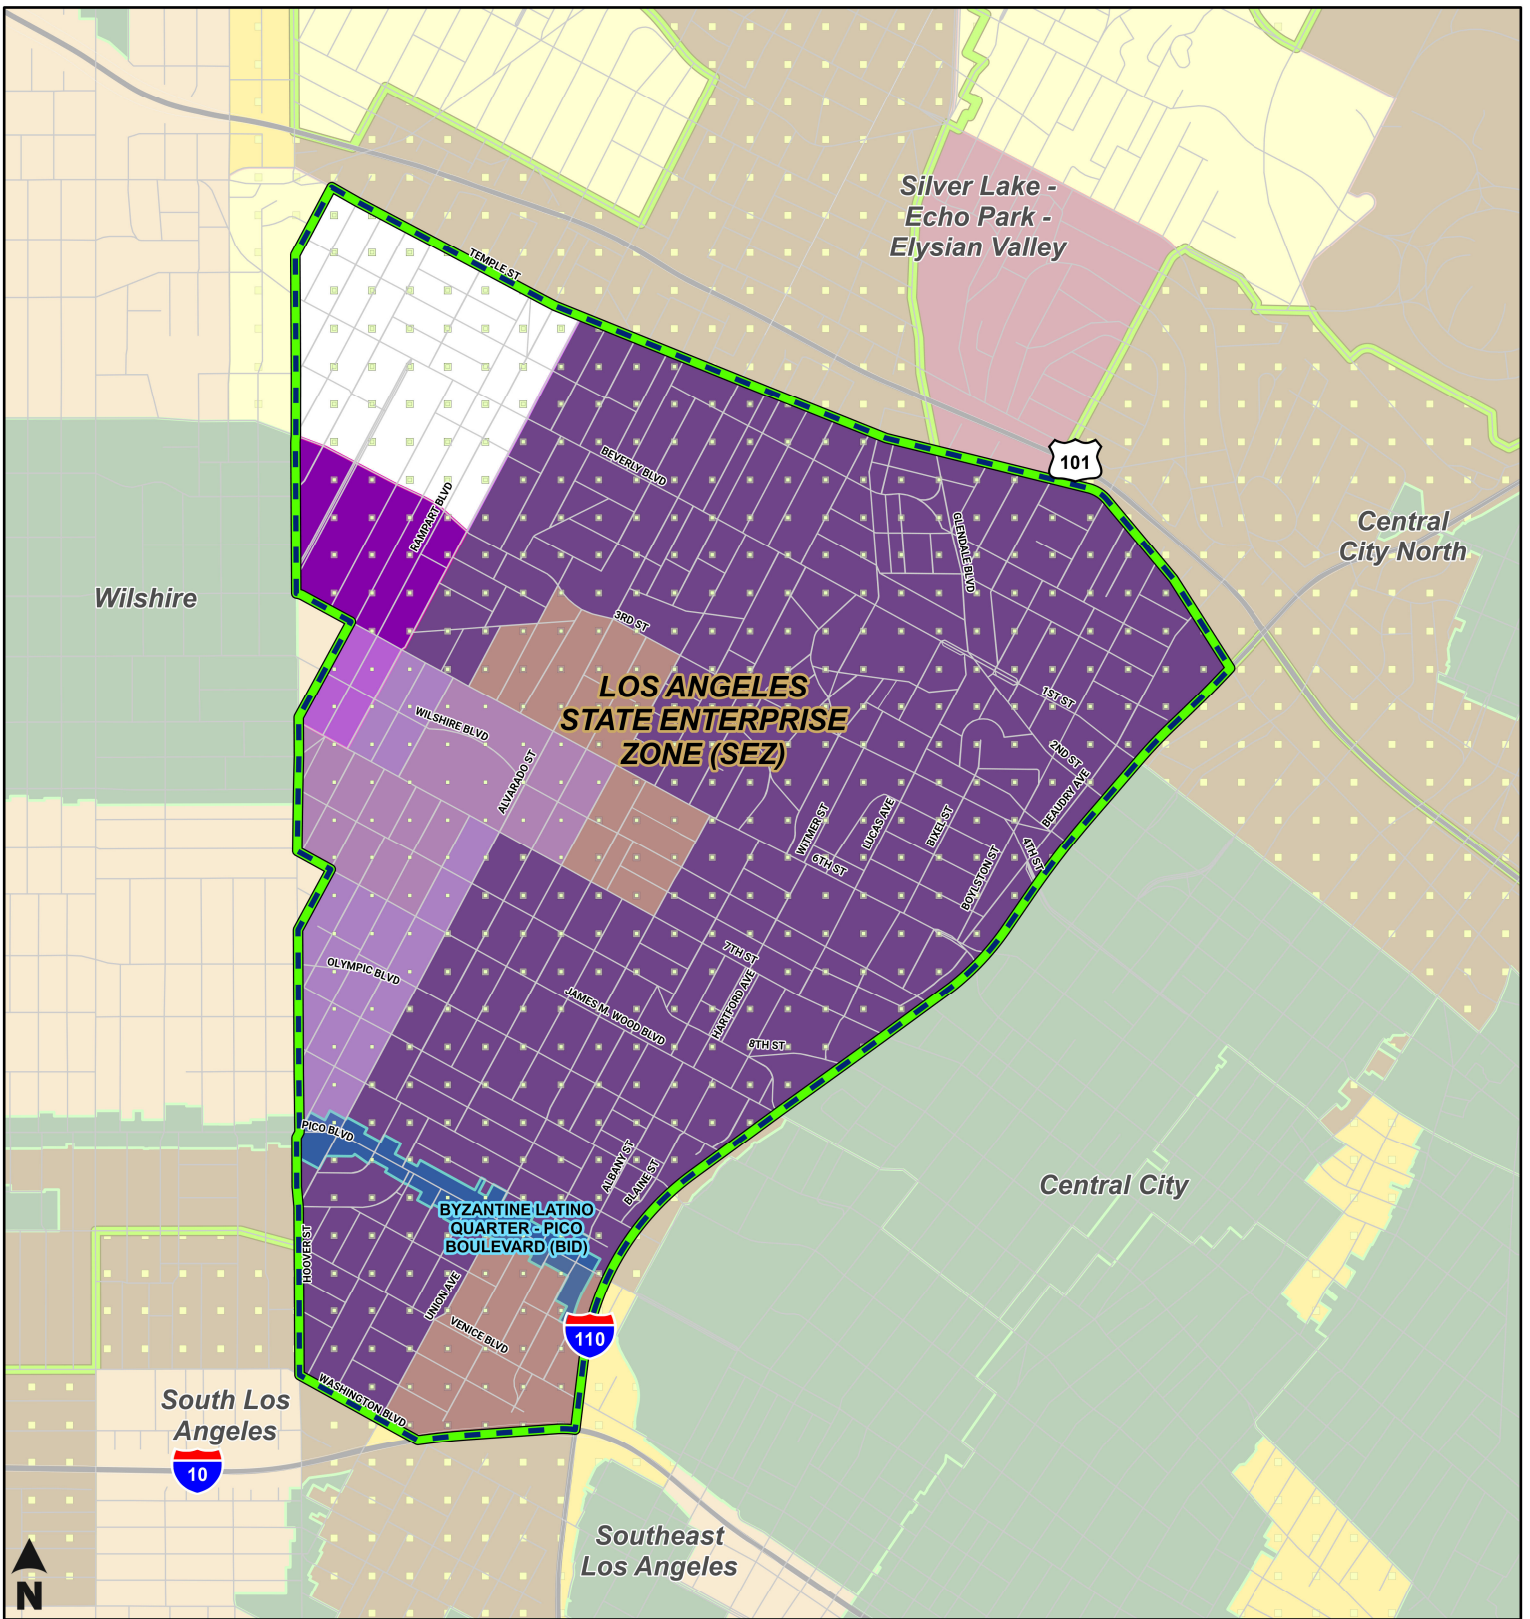 Silver Lake -
Echo Park -
Elysian Valley
TEMPLE ST
101
BEVERLY BLVD
RAMPART BLVD
GLENDALE BLVD
Central
City North
Wilshire
3RD ST
LOS ANGELES
STATE ENTERPRISE
ZONE (SEZ)
1ST ST
WILSHIRE BLVD
2ND ST
ALVARADO ST
BEAUDRY AVE
WITMER ST
LUCAS AVE
BIXEL ST
4TH ST
6TH ST
BOYLSTON ST
7TH ST
OLYMPIC BLVD
HARTFORD AVE
JAMES M. WOOD BLVD
8TH ST
PICO BLVD
ALBANY ST
BLAINE ST
Central City
BYZANTINE LATINO
QUARTER - PICO
BOULEVARD (BID)
HOOVER ST
UNION AVE
VENICE BLVD
110
WASHINGTON BLVD
South Los
Angeles
10
Southeast
Los Angeles
N